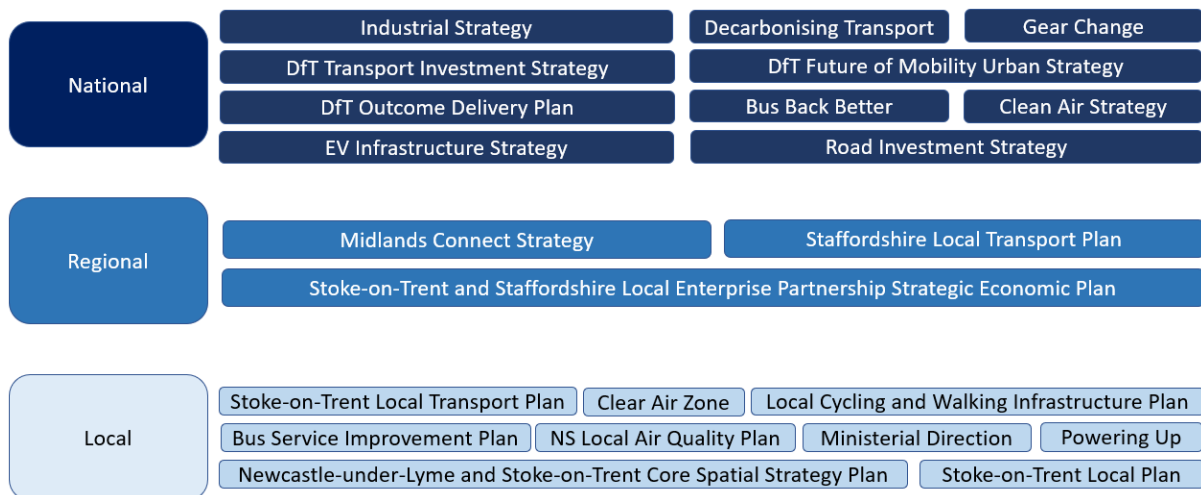 National
Industrial Strategy
Decarbonising Transport
Gear Change
DfT Transport Investment Strategy
DfT Future of Mobility Urban Strategy
DfT Outcome Delivery Plan
Bus Back Better
Clean Air Strategy
EV Infrastructure Strategy
Road Investment Strategy
Regional
Midlands Connect Strategy
Staffordshire Local Transport Plan
Stoke-on-Trent and Staffordshire Local Enterprise Partnership Strategic Economic Plan
Local
Stoke-on-Trent Local Transport Plan
Clear Air Zone
Local Cycling and Walking Infrastructure Plan
Bus Service Improvement Plan
NS Local Air Quality Plan
Ministerial Direction
Powering Up
Newcastle-under-Lyme and Stoke-on-Trent Core Spatial Strategy Plan
Stoke-on-Trent Local Plan